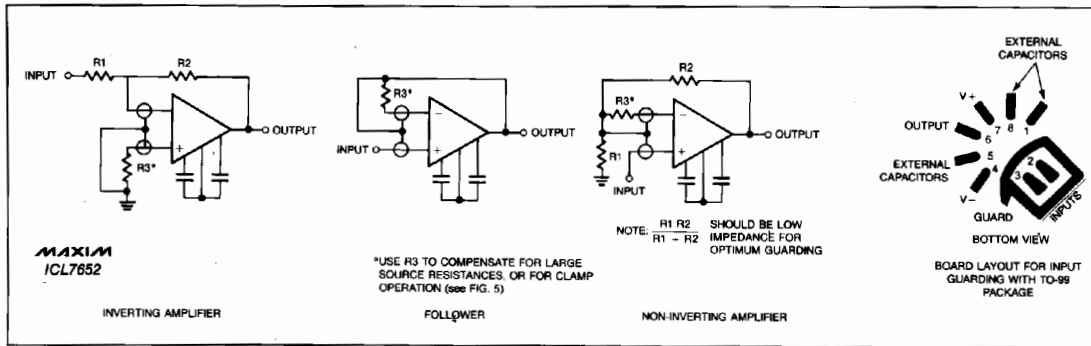 INPUT
R1
R2
R3*
-
+
OUTPUT
MAXIM
ICL7652
INVERTING AMPLIFIER
R3*
-
+
INPUT
OUTPUT
*USE R3 TO COMPENSATE FOR LARGE
SOURCE RESISTANCES, OR FOR CLAMP
OPERATION (see FIG. 5)
FOLLOWER
R2
R3*
R1
-
+
INPUT
OUTPUT
NOTE: R1 R2 / R1 - R2 SHOULD BE LOW
IMPEDANCE FOR
OPTIMUM GUARDING
NON-INVERTING AMPLIFIER
EXTERNAL
CAPACITORS
V+
OUTPUT
EXTERNAL
CAPACITORS
V-
7
8
1
6
5
4
2
3
GUARD
INPUTS
BOTTOM VIEW
BOARD LAYOUT FOR INPUT
GUARDING WITH TO-99
PACKAGE